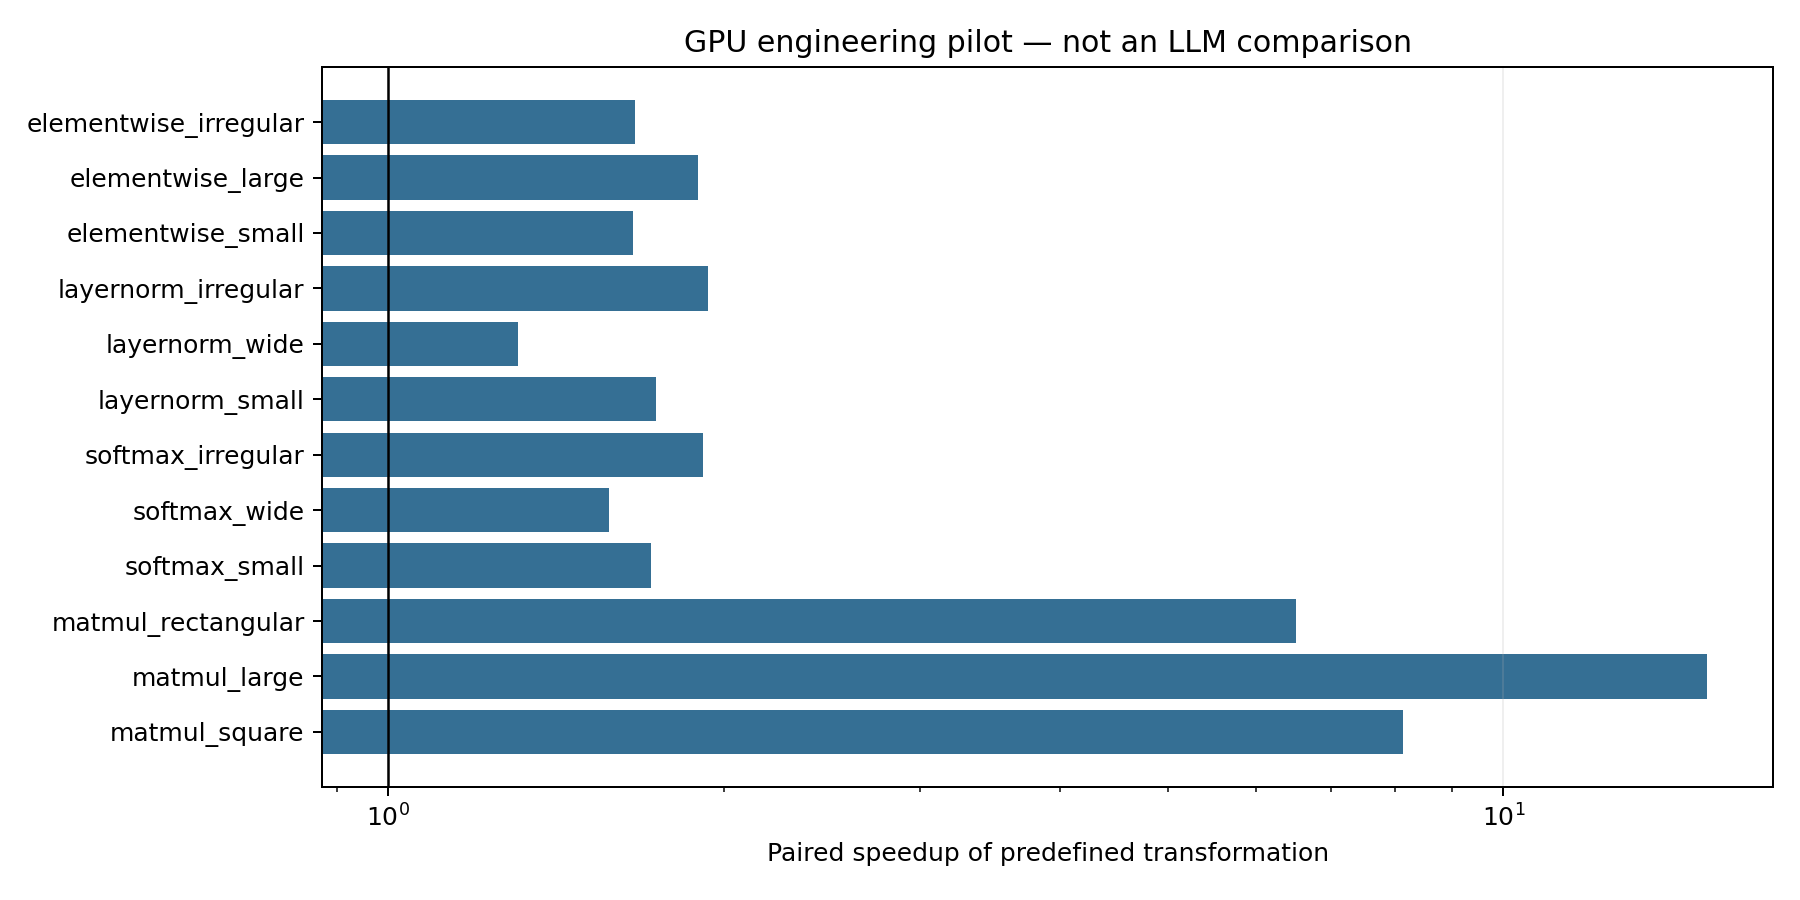 GPU engineering pilot — not an LLM comparison
elementwise_irregular
elementwise_large
elementwise_small
layernorm_irregular
layernorm_wide
layernorm_small
softmax_irregular
softmax_wide
softmax_small
matmul_rectangular
matmul_large
matmul_square
10⁰ 10¹
Paired speedup of predefined transformation